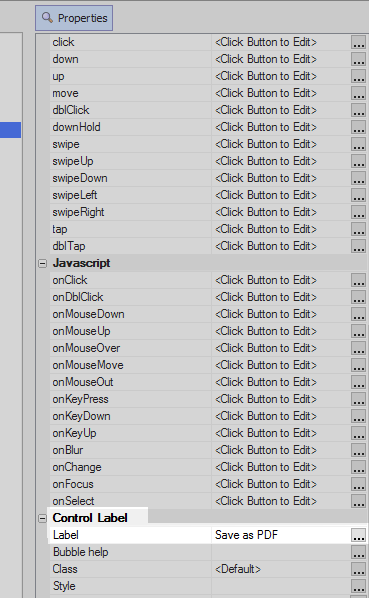 Properties
click <Click Button to Edit> ...
down <Click Button to Edit> ...
up <Click Button to Edit> ...
move <Click Button to Edit> ...
dblClick <Click Button to Edit> ...
downHold <Click Button to Edit> ...
swipe <Click Button to Edit> ...
swipeUp <Click Button to Edit> ...
swipeDown <Click Button to Edit> ...
swipeLeft <Click Button to Edit> ...
swipeRight <Click Button to Edit> ...
tap <Click Button to Edit> ...
dblTap <Click Button to Edit> ...
Javascript
onClick <Click Button to Edit> ...
onDblClick <Click Button to Edit> ...
onMouseDown <Click Button to Edit> ...
onMouseUp <Click Button to Edit> ...
onMouseOver <Click Button to Edit> ...
onMouseMove <Click Button to Edit> ...
onMouseOut <Click Button to Edit> ...
onKeyPress <Click Button to Edit> ...
onKeyDown <Click Button to Edit> ...
onKeyUp <Click Button to Edit> ...
onBlur <Click Button to Edit> ...
onChange <Click Button to Edit> ...
onFocus <Click Button to Edit> ...
onSelect <Click Button to Edit> ...
Control Label
Label Save as PDF ...
Bubble help ...
Class <Default> ...
Style ...